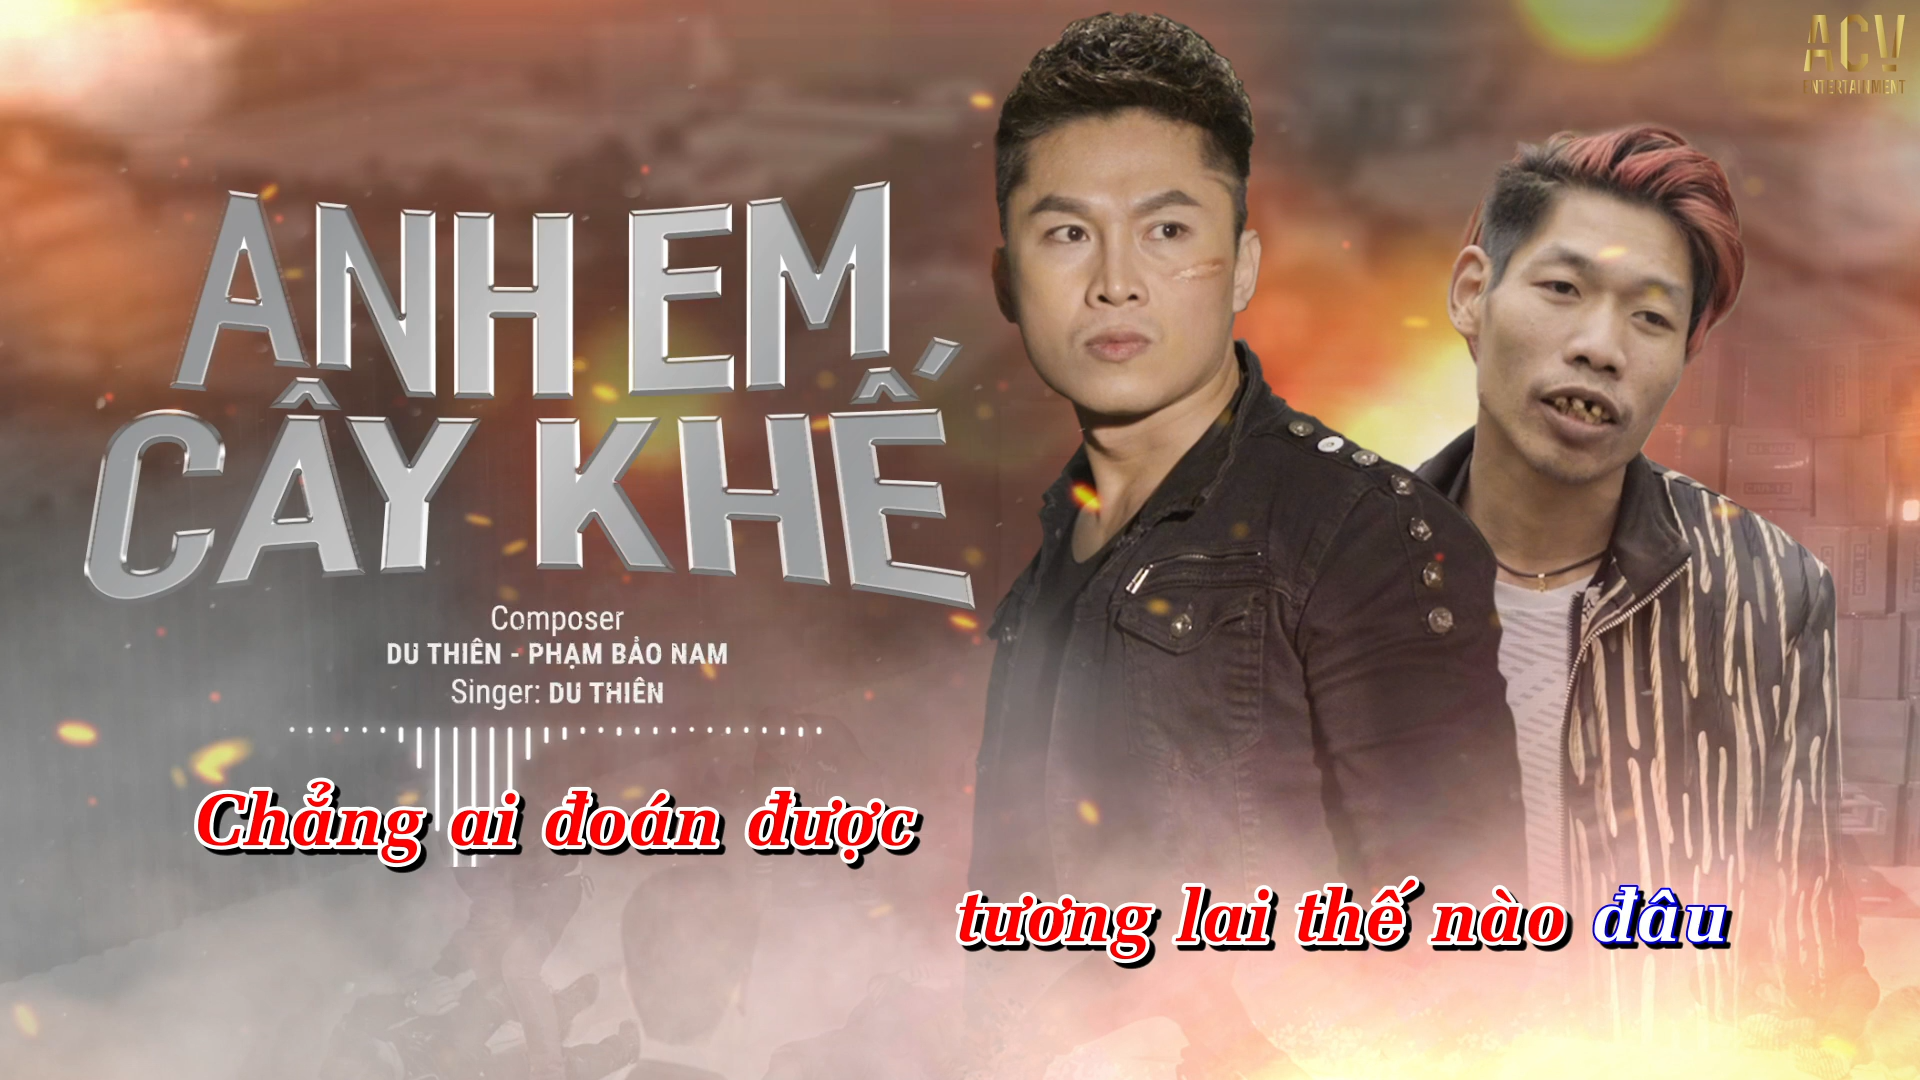 ACV
ENTERTAINMENT
ANH EM
CÂY KHẾ
Composer
DU THIÊN - PHẠM BẢO NAM
Singer: DU THIÊN
Chẳng ai đoán được
tương lai thế nào đâu